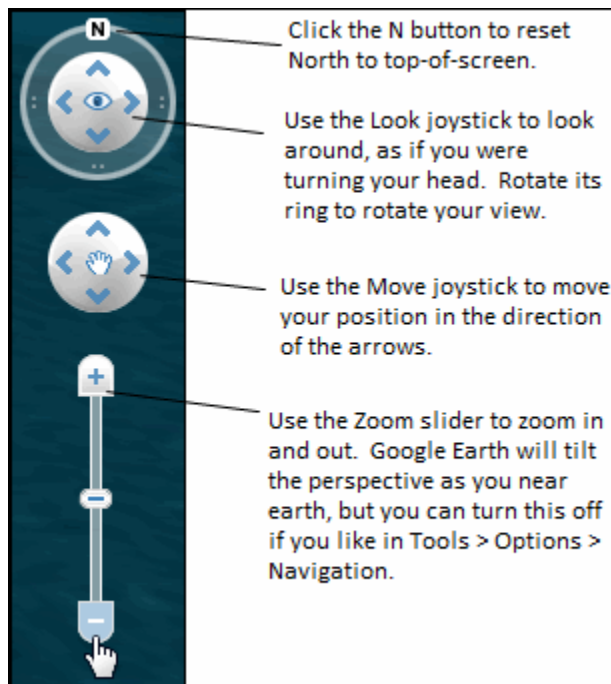 N
Click the N button to reset
North to top-of-screen.
Use the Look joystick to look
around, as if you were
turning your head.  Rotate its
ring to rotate your view.
Use the Move joystick to move
your position in the direction
of the arrows.
+
Use the Zoom slider to zoom in
and out.  Google Earth will tilt
the perspective as you near
earth, but you can turn this off
if you like in Tools > Options >
Navigation.
−